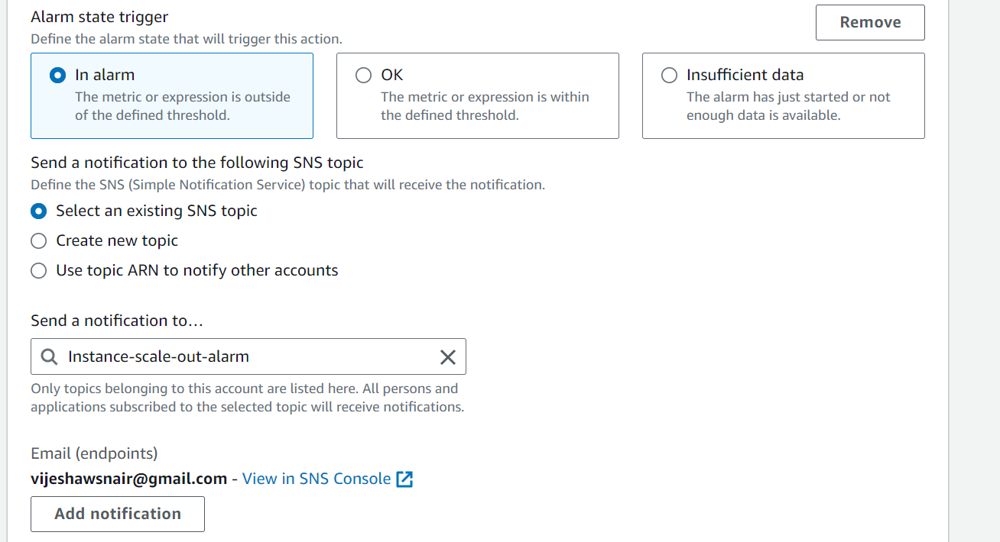 Alarm state trigger
Remove
Define the alarm state that will trigger this action.
In alarm
The metric or expression is outside
of the defined threshold.
OK
The metric or expression is within
the defined threshold.
Insufficient data
The alarm has just started or not
enough data is available.
Send a notification to the following SNS topic
Define the SNS (Simple Notification Service) topic that will receive the notification.
Select an existing SNS topic
Create new topic
Use topic ARN to notify other accounts
Send a notification to…
Instance-scale-out-alarm
Only topics belonging to this account are listed here. All persons and
applications subscribed to the selected topic will receive notifications.
Email (endpoints)
vijeshawsnair@gmail.com - View in SNS Console
Add notification